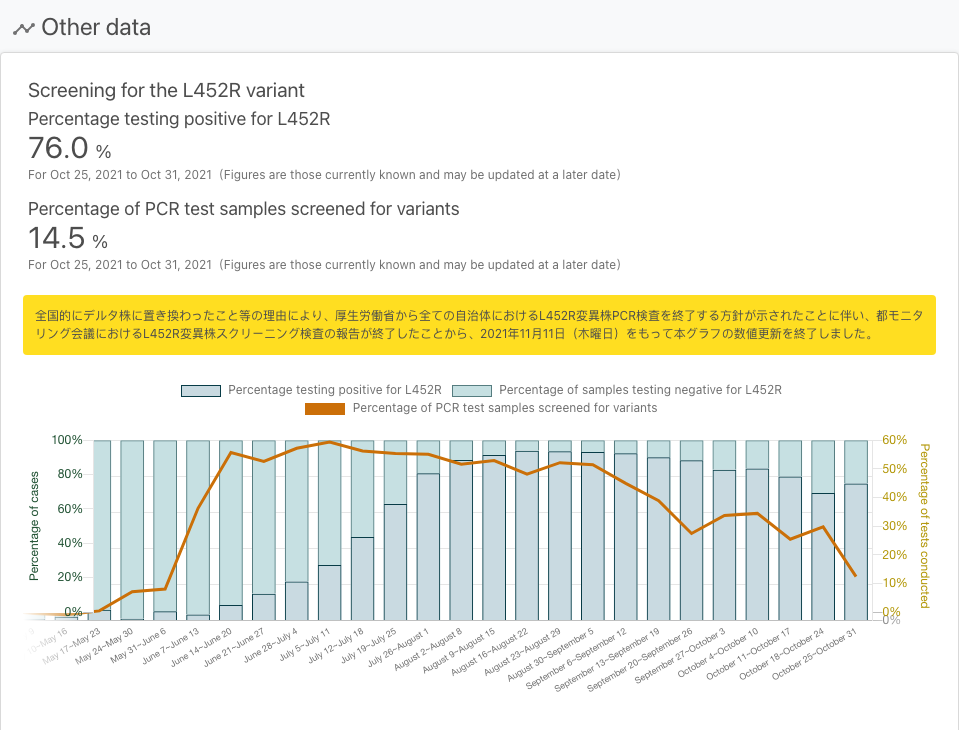 Other data
Screening for the L452R variant
Percentage testing positive for L452R
76.0 %
For Oct 25, 2021 to Oct 31, 2021 (Figures are those currently known and may be updated at a later date)
Percentage of PCR test samples screened for variants
14.5 %
For Oct 25, 2021 to Oct 31, 2021 (Figures are those currently known and may be updated at a later date)
全国的にデルタ株に置き換わったこと等の理由により、厚生労働省から全ての自治体におけるL452R変異株PCR検査を終了する方針が示されたことに伴い、都モニタ
リング会議におけるL452R変異株スクリーニング検査の報告が終了したことから、2021年11月11日（木曜日）をもって本グラフの数値更新を終了しました。
Percentage testing positive for L452R
Percentage of samples testing negative for L452R
Percentage of PCR test samples screened for variants
Percentage of cases
100%
80%
60%
40%
20%
0%
60%
50%
40%
30%
20%
10%
0%
0%
Percentage of tests conducted
May 16
May 17~May 23
May 24~May 30
May 31~June 6
June 7~June 13
June 14~June 20
June 21~June 27
June 28~July 4
July 5~July 11
July 12~July 18
July 19~July 25
July 26~August 1
August 2~August 8
August 9~August 15
August 16~August 22
August 23~August 29
August 30~September 5
September 6~September 12
September 13~September 19
September 20~September 26
September 27~October 3
October 4~October 10
October 11~October 17
October 18~October 24
October 25~October 31